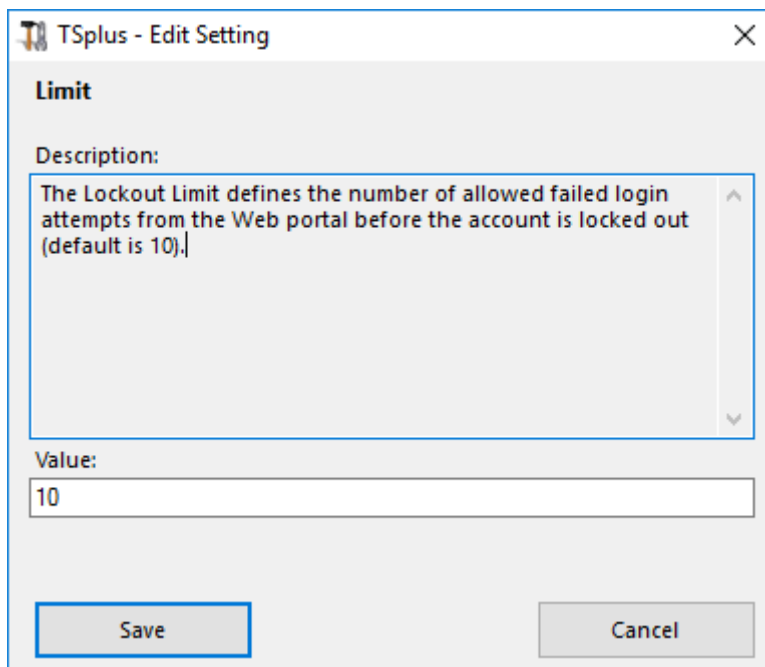 TSplus - Edit Setting
Limit
Description:
The Lockout Limit defines the number of allowed failed login
attempts from the Web portal before the account is locked out
(default is 10).
Value:
10
Save
Cancel